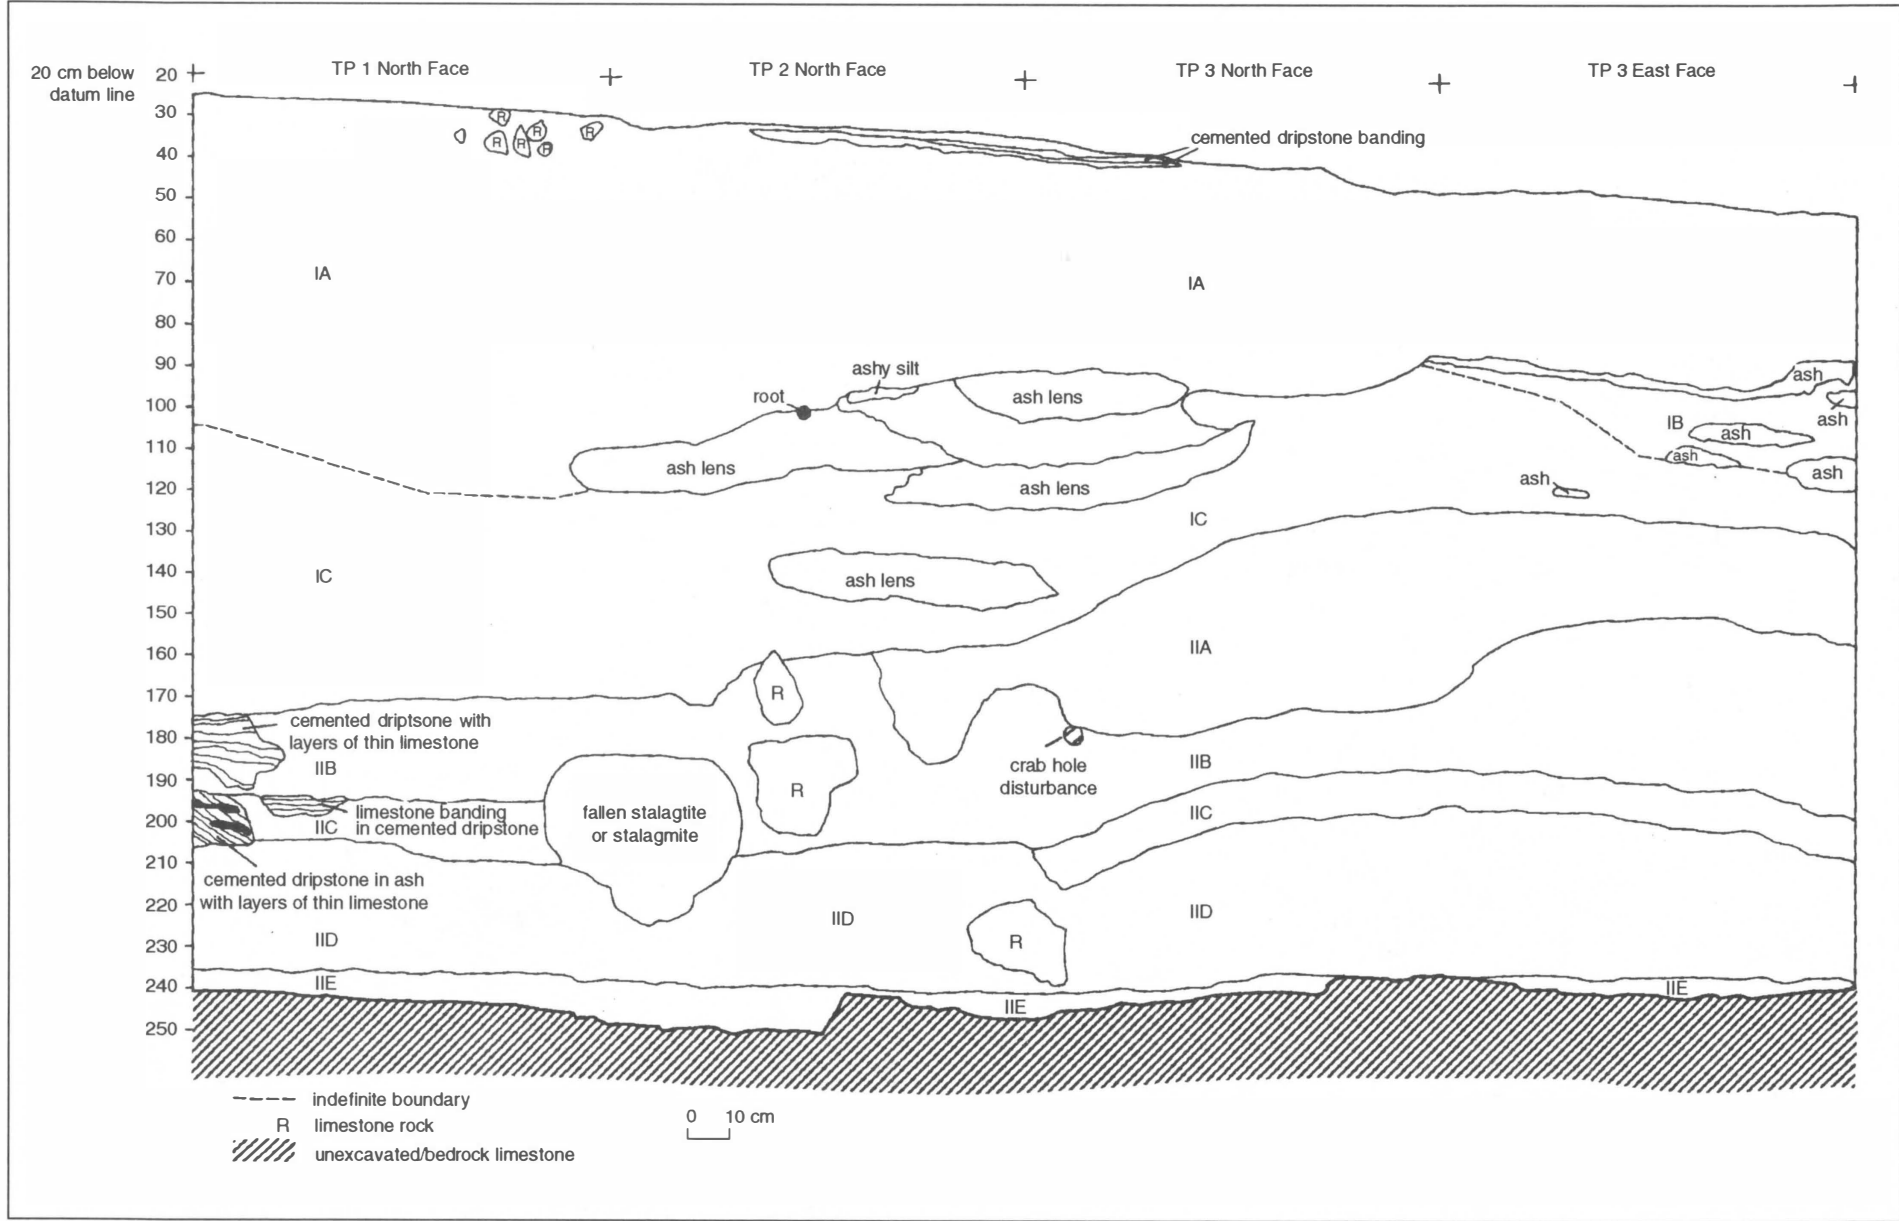 20 cm below
datum line
TP 1 North Face
TP 2 North Face
TP 3 North Face
TP 3 East Face
20
30
40
50
60
70
80
90
100
110
120
130
140
150
160
170
180
190
200
210
220
230
240
250
R
R
R
R
R
R
cemented dripstone banding
IA
IA
ashy silt
root
ash lens
ash
ash
IB
ash
ash
ash
ash lens
ash lens
ash
IC
IC
ash lens
IIA
R
cemented driptsone with
layers of thin limestone
IIB
crab hole
disturbance
IIB
R
limestone banding
in cemented dripstone
IIC
fallen stalagtite
or stalagmite
IIC
cemented dripstone in ash
with layers of thin limestone
IID
IID
IID
R
IIE
IIE
IIE
indefinite boundary
R limestone rock
unexcavated/bedrock limestone
0 10 cm